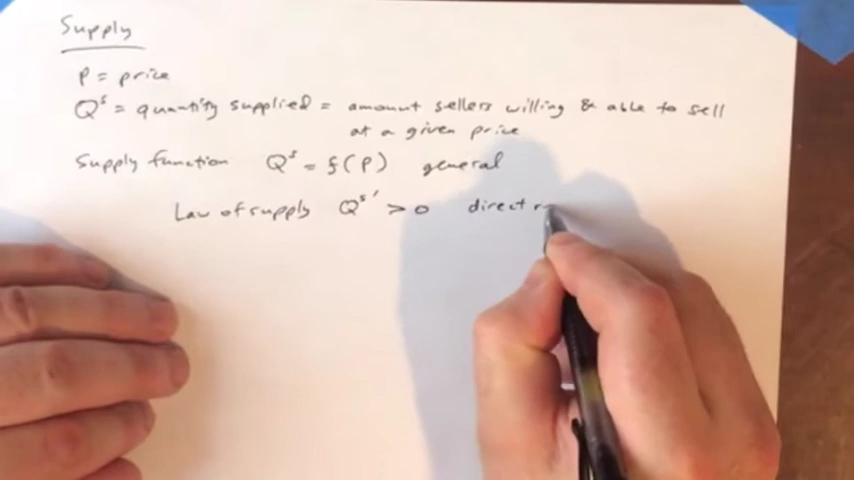 Supply
P = price
Q^s = quantity supplied = amount sellers willing & able to sell
at a given price
Supply function Q^s = f(P) general
Law of supply Q^s' > 0 direct r